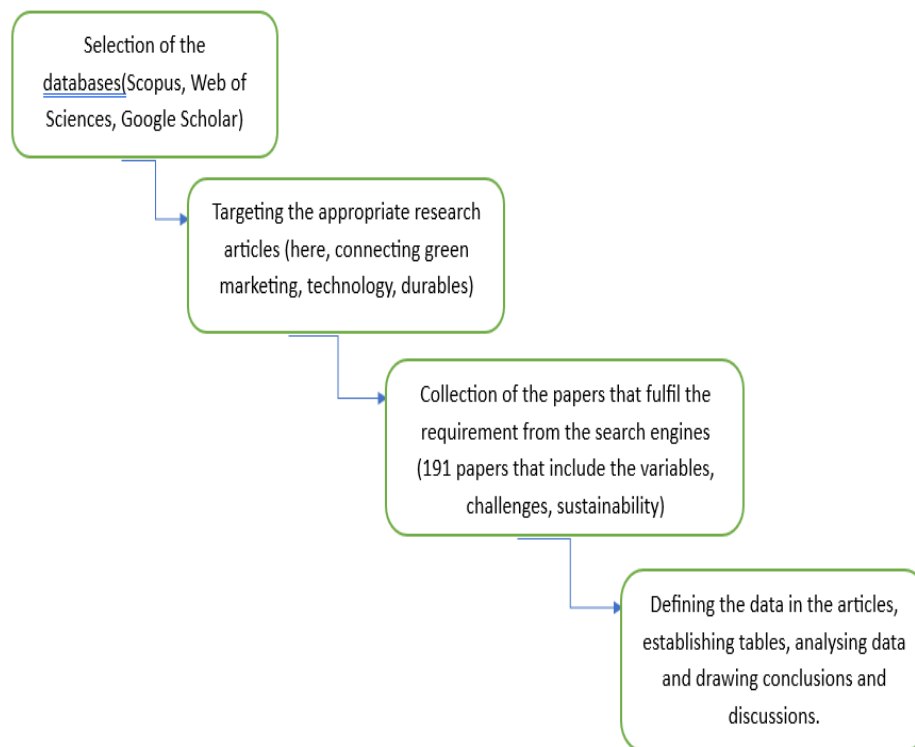 Selection of the
databases(Scopus, Web of
Sciences, Google Scholar)
Targeting the appropriate research
articles (here, connecting green
marketing, technology, durables)
Collection of the papers that fulfil the
requirement from the search engines
(191 papers that include the variables,
challenges, sustainability)
Defining the data in the articles,
establishing tables, analysing data
and drawing conclusions and
discussions.